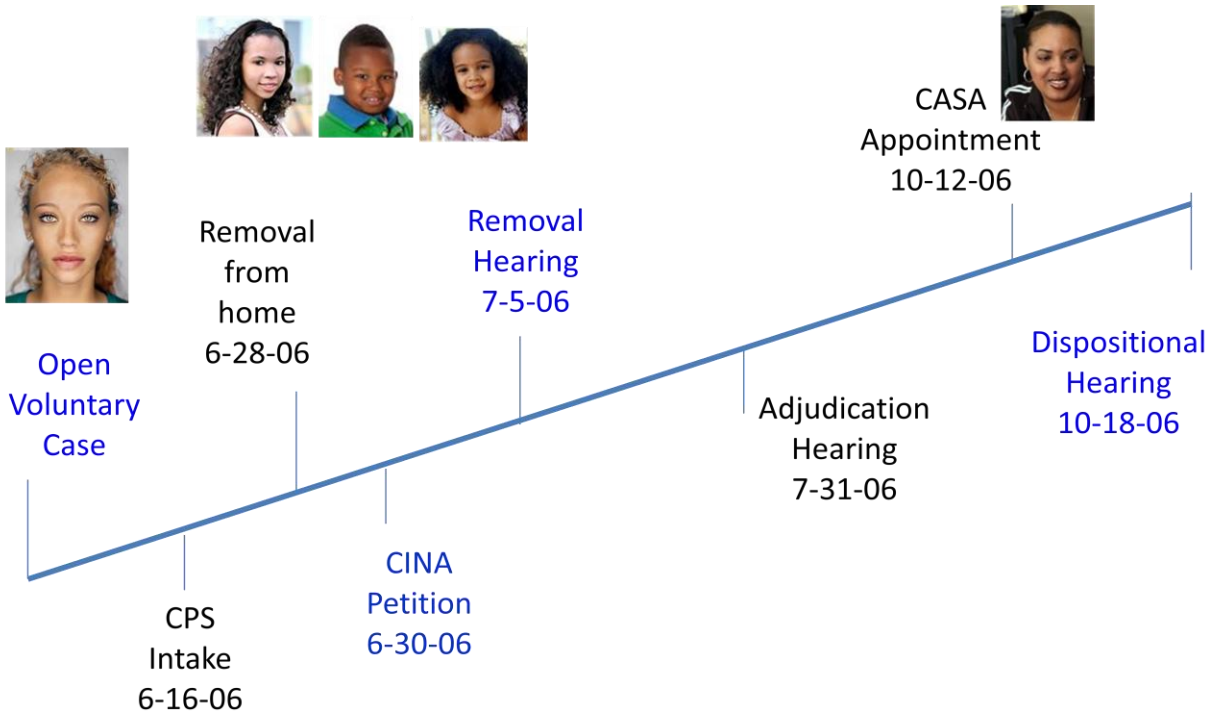 Open
Voluntary
Case
CPS
Intake
6-16-06
Removal
from
home
6-28-06
CINA
Petition
6-30-06
Removal
Hearing
7-5-06
Adjudication
Hearing
7-31-06
CASA
Appointment
10-12-06
Dispositional
Hearing
10-18-06